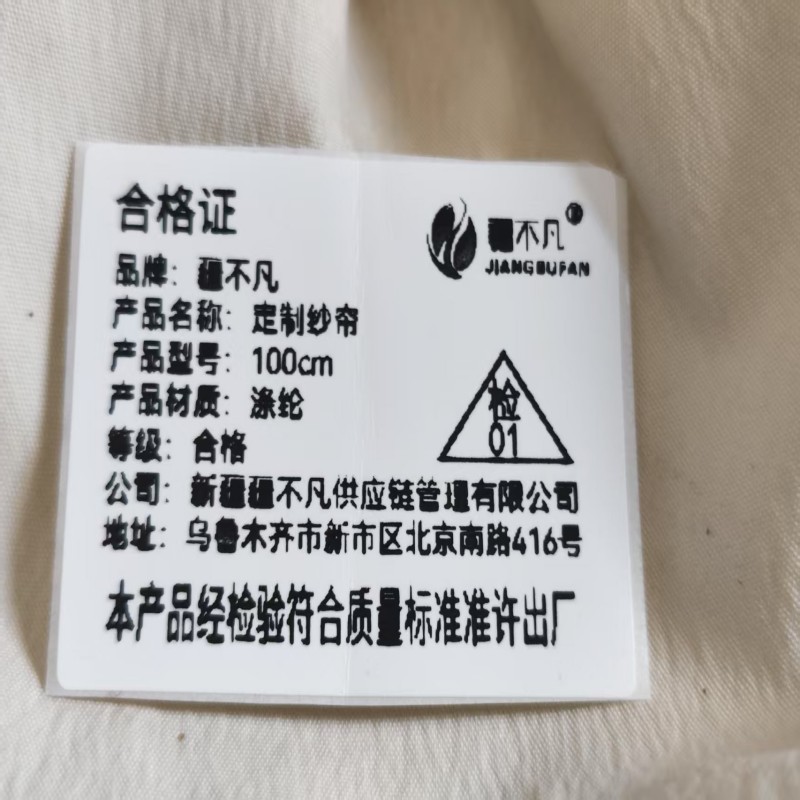 合格证
疆不凡®
JIANGBUFAN
品牌：疆不凡
产品名称：定制纱帘
产品型号：100cm
产品材质：涤纶
等级：合格
检
01
公司：新疆疆不凡供应链管理有限公司
地址：乌鲁木齐市新市区北京南路416号
本产品经检验符合质量标准准许出厂